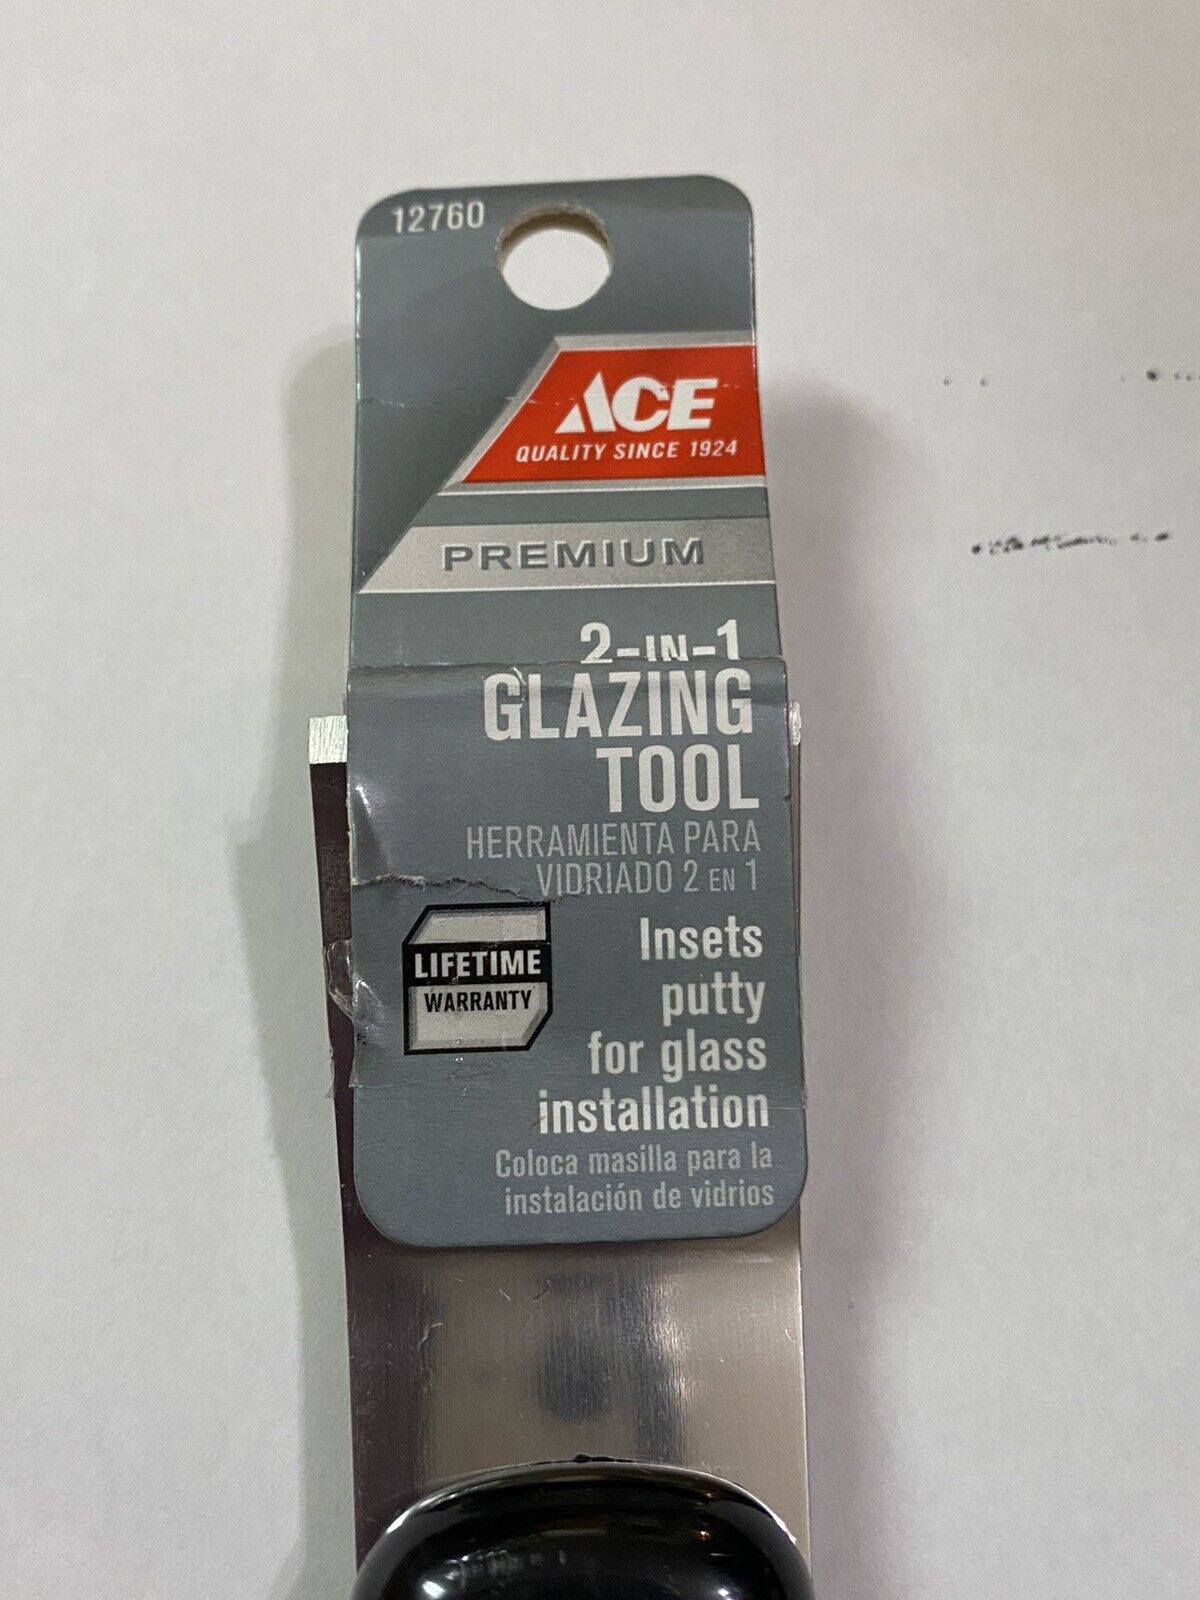 12760
ACE
QUALITY SINCE 1924
PREMIUM
2-IN-1
GLAZING
TOOL
HERRAMIENTA PARA
VIDRIADO 2 EN 1
LIFETIME
WARRANTY
Insets
putty
for glass
installation
Coloca masilla para la
instalación de vidrios